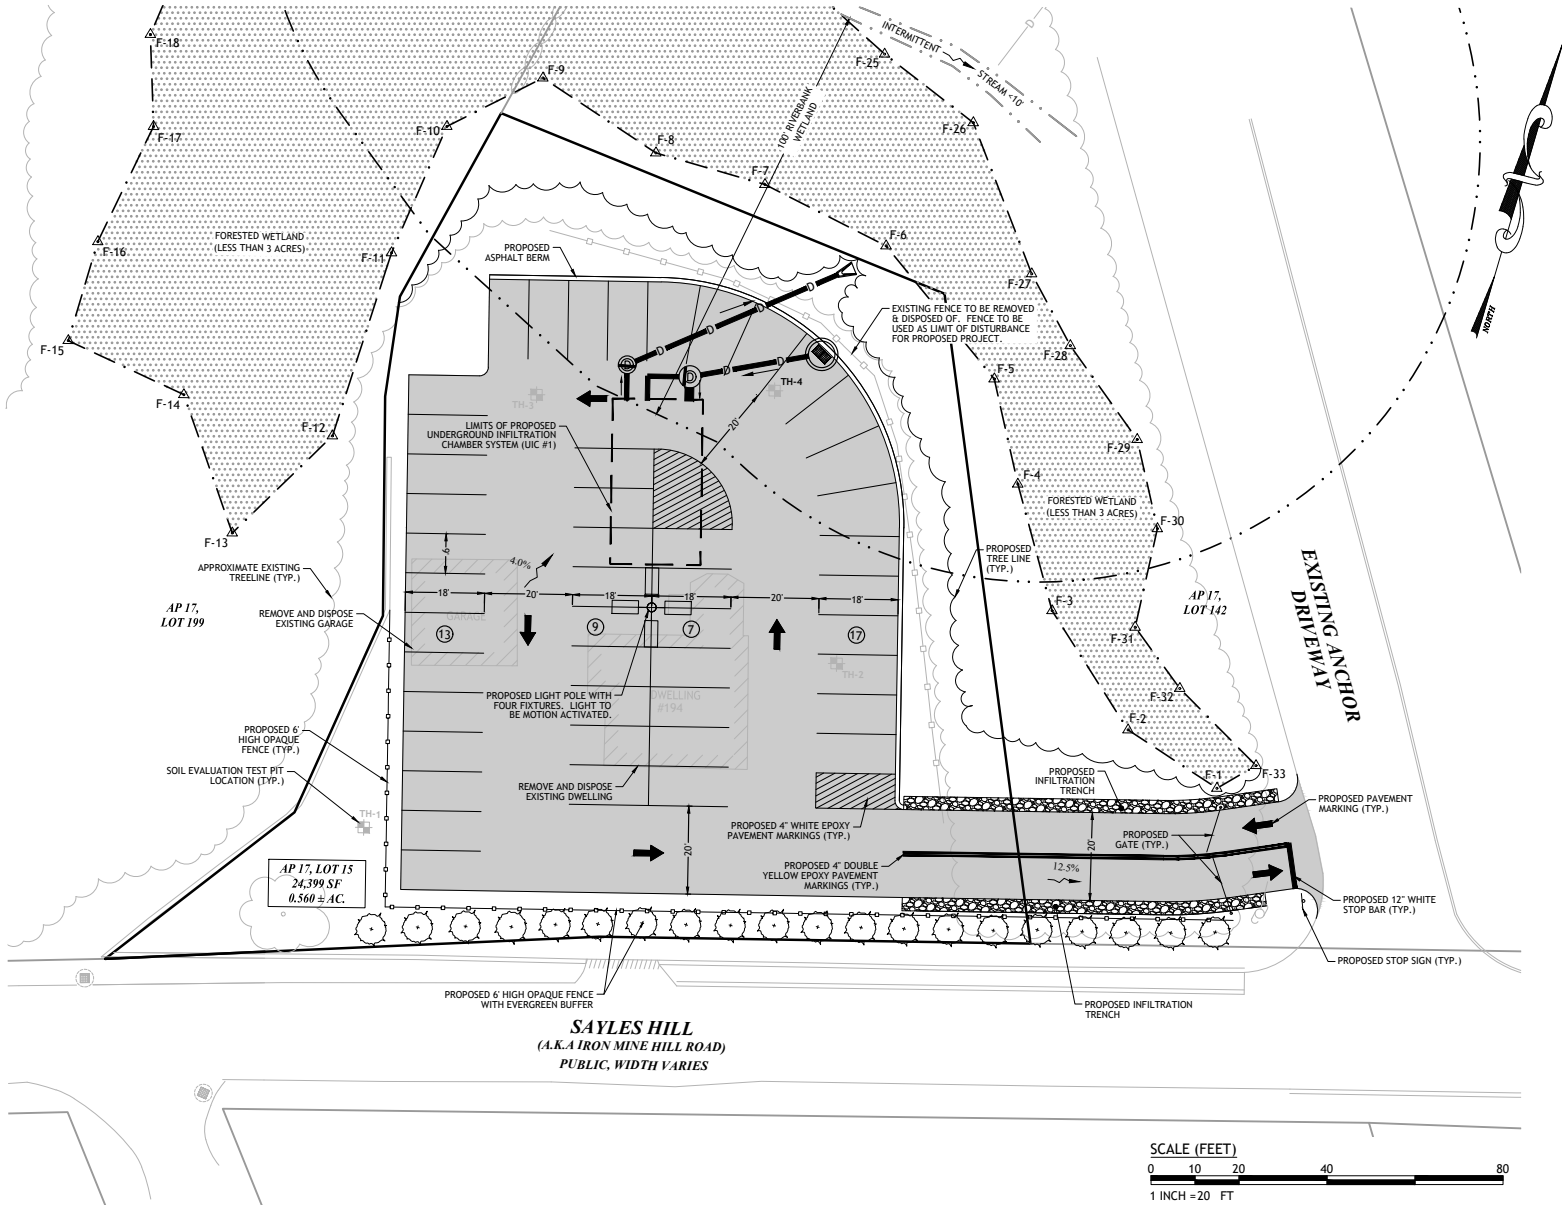 F-18
F-9
F-25
INTERMITTENT
STREAM <10'
F-17
F-10
F-8
100' RIVERBANK
WETLAND
F-26
F-7
FORESTED WETLAND
(LESS THAN 3 ACRES)
F-16
F-11
F-6
PROPOSED
ASPHALT BERM
F-27
D
D
D
EXISTING FENCE TO BE REMOVED
& DISPOSED OF. FENCE TO BE
USED AS LIMIT OF DISTURBANCE
FOR PROPOSED PROJECT.
NORTH
F-15
F-28
D
D
D
D
D
F-5
TH-4
F-14
TH-3
20'
F-12
LIMITS OF PROPOSED
UNDERGROUND INFILTRATION
CHAMBER SYSTEM (UIC #1)
F-29
F-4
FORESTED WETLAND
(LESS THAN 3 ACRES)
F-13
F-30
9'
4.0%
PROPOSED
TREE LINE
(TYP.)
APPROXIMATE EXISTING
TREELINE (TYP.)
EXISTING ANCHOR
DRIVEWAY
18'
20'
18'
18'
20'
18'
AP 17,
LOT 199
AP 17,
LOT 142
REMOVE AND DISPOSE
EXISTING GARAGE
GARAGE
F-3
13
9
7
17
F-31
TH-2
PROPOSED LIGHT POLE WITH
FOUR FIXTURES. LIGHT TO
BE MOTION ACTIVATED.
DWELLING
#194
F-32
F-2
PROPOSED 6'
HIGH OPAQUE
FENCE (TYP.)
SOIL EVALUATION TEST PIT
LOCATION (TYP.)
REMOVE AND DISPOSE
EXISTING DWELLING
PROPOSED
INFILTRATION
TRENCH
F-1
F-33
TH-1
PROPOSED PAVEMENT
MARKING (TYP.)
PROPOSED 4" WHITE EPOXY
PAVEMENT MARKINGS (TYP.)
PROPOSED
GATE (TYP.)
20'
20'
PROPOSED 4" DOUBLE
YELLOW EPOXY PAVEMENT
MARKINGS (TYP.)
12.5%
AP 17, LOT 15
24,399 SF
0.560 ± AC.
PROPOSED 12" WHITE
STOP BAR (TYP.)
PROPOSED STOP SIGN (TYP.)
PROPOSED 6' HIGH OPAQUE FENCE
WITH EVERGREEN BUFFER
PROPOSED INFILTRATION
TRENCH
SAYLES HILL
(A.K.A IRON MINE HILL ROAD)
PUBLIC, WIDTH VARIES
SCALE (FEET)
0 10 20 40 80
1 INCH =20 FT